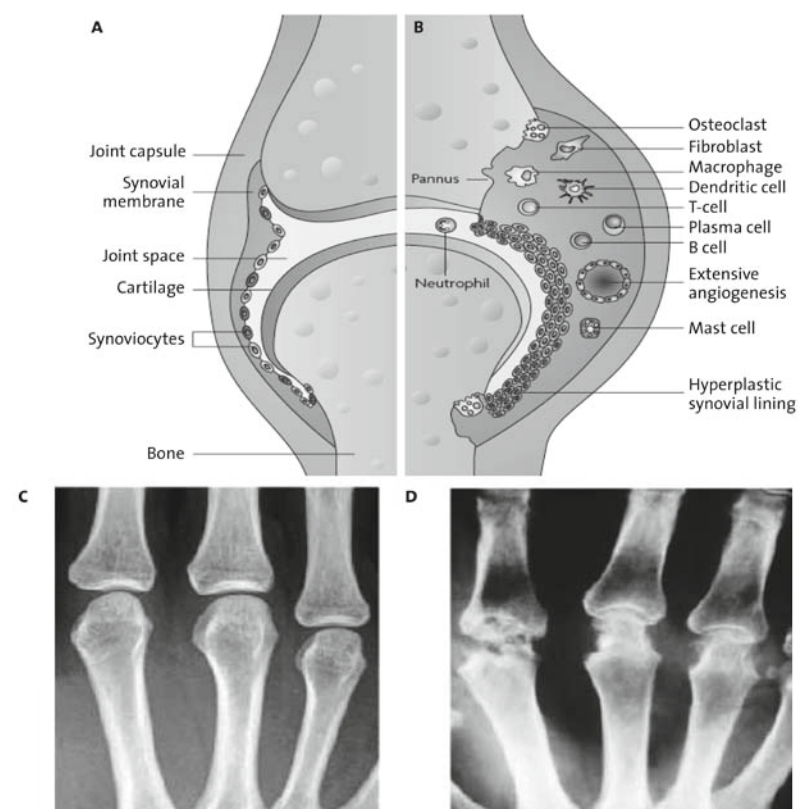 A
B
Joint capsule
Synovial
membrane
Joint space
Cartilage
Synoviocytes
Bone
Pannus
Neutrophil
Osteoclast
Fibroblast
Macrophage
Dendritic cell
T-cell
Plasma cell
B cell
Extensive
angiogenesis
Mast cell
Hyperplastic
synovial lining
C
D